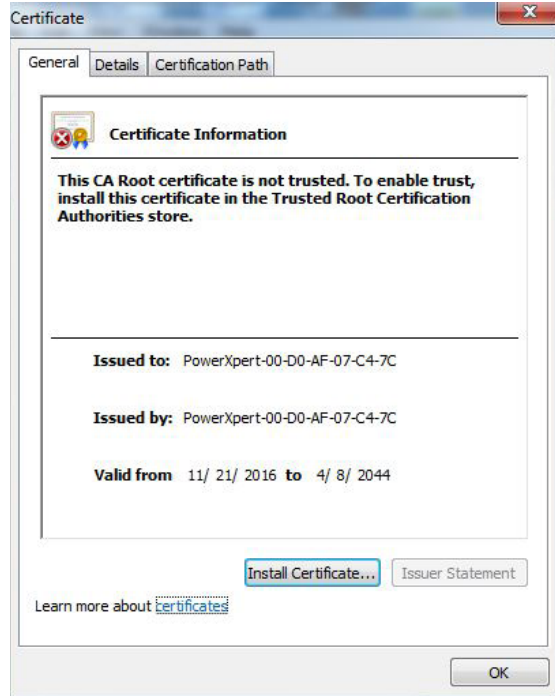 Certificate
General Details Certification Path
Certificate Information
This CA Root certificate is not trusted. To enable trust,
install this certificate in the Trusted Root Certification
Authorities store.
Issued to: PowerXpert-00-D0-AF-07-C4-7C
Issued by: PowerXpert-00-D0-AF-07-C4-7C
Valid from 11/ 21/ 2016 to 4/ 8/ 2044
Install Certificate... Issuer Statement
Learn more about certificates
OK